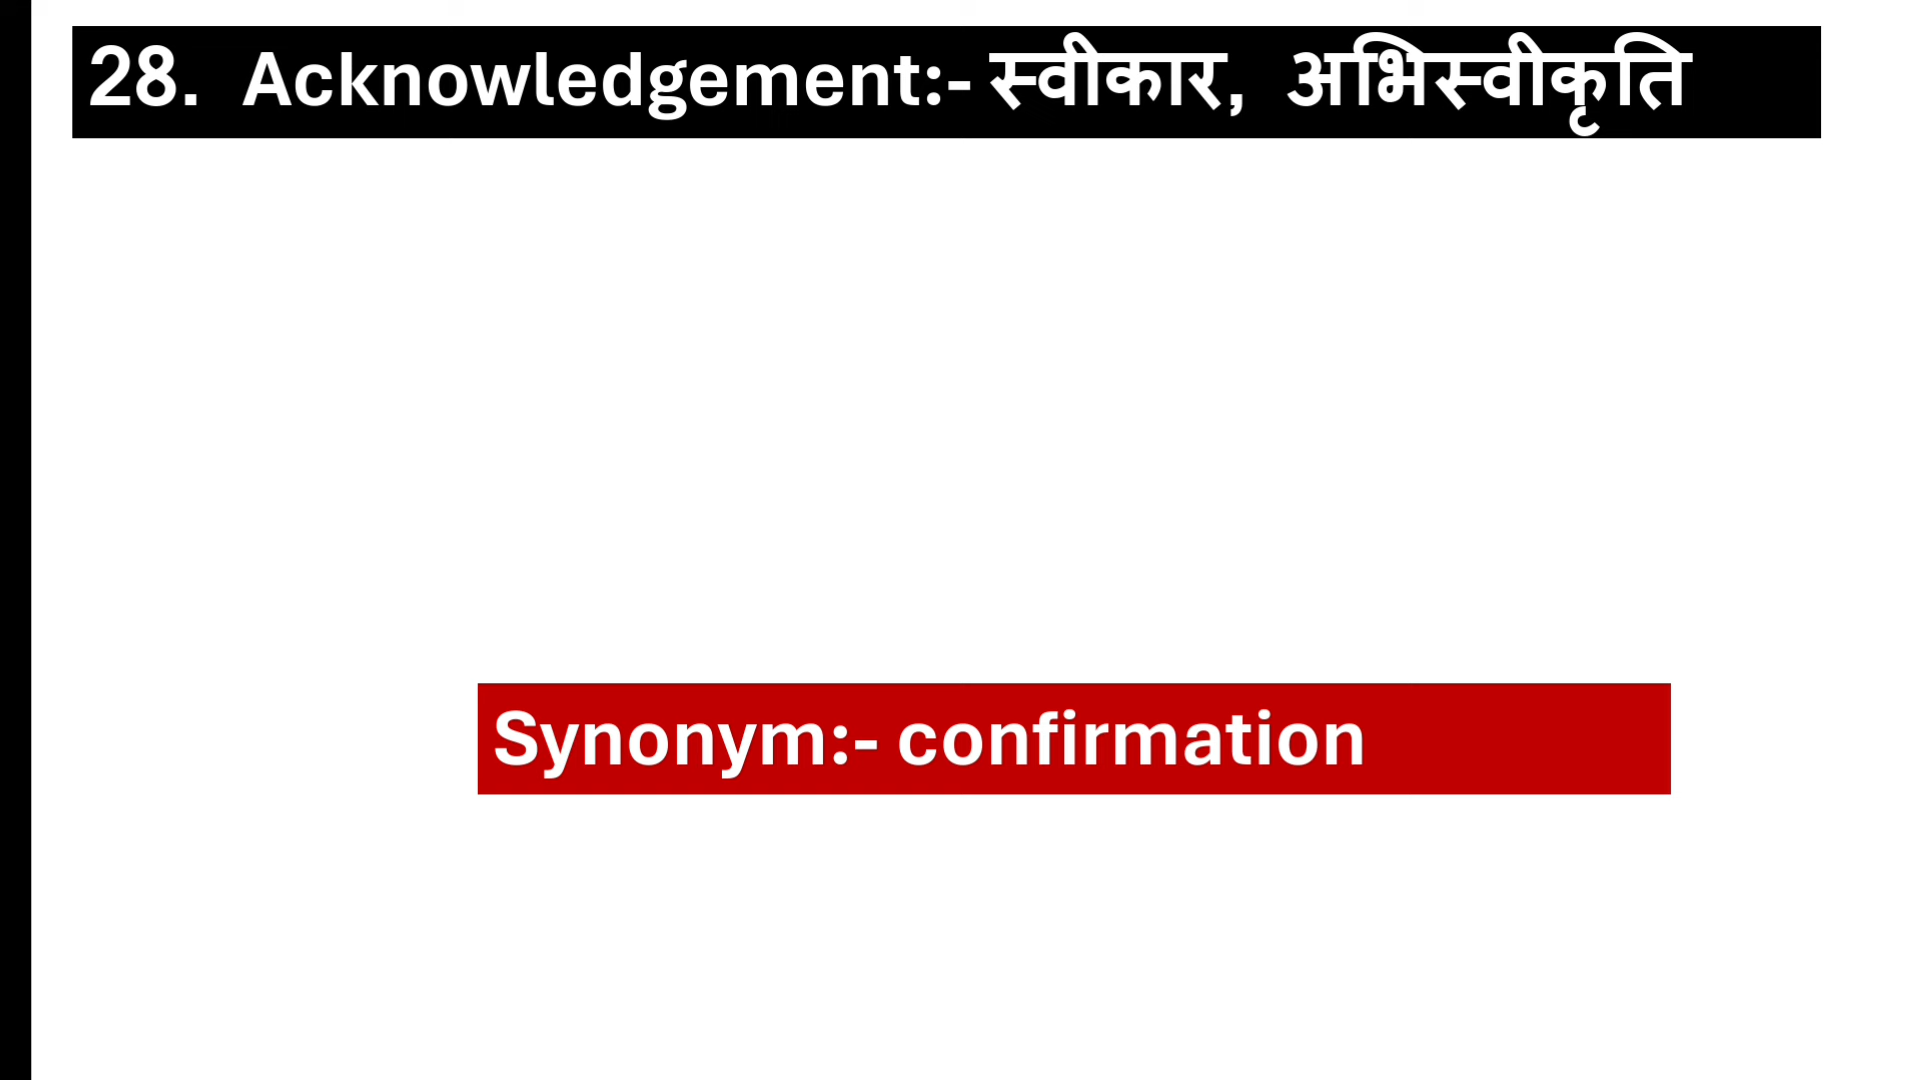 28. Acknowledgement:- स्वीकार, अभिस्वीकृति
Synonym:- confirmation